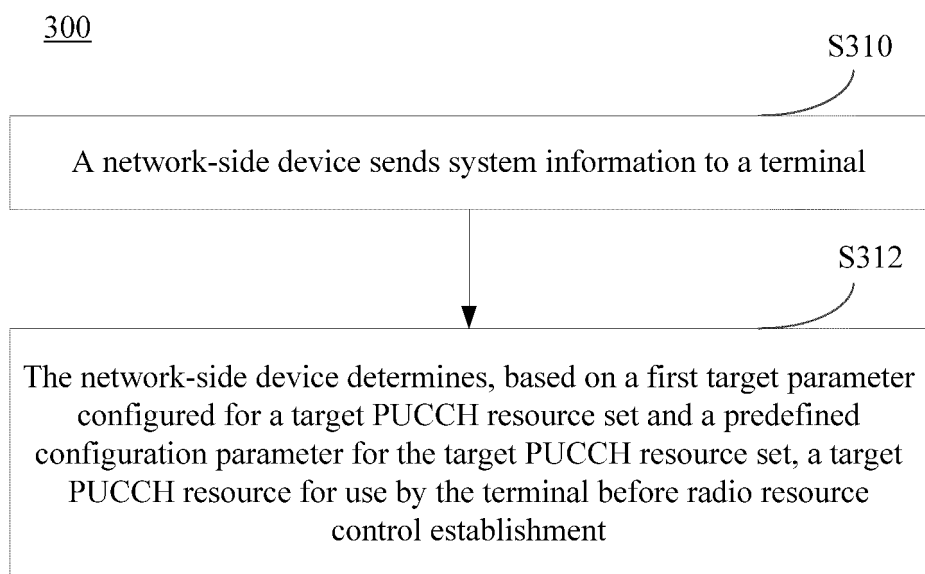 300
S310
A network-side device sends system information to a terminal
S312
The network-side device determines, based on a first target parameter
configured for a target PUCCH resource set and a predefined
configuration parameter for the target PUCCH resource set, a target
PUCCH resource for use by the terminal before radio resource
control establishment